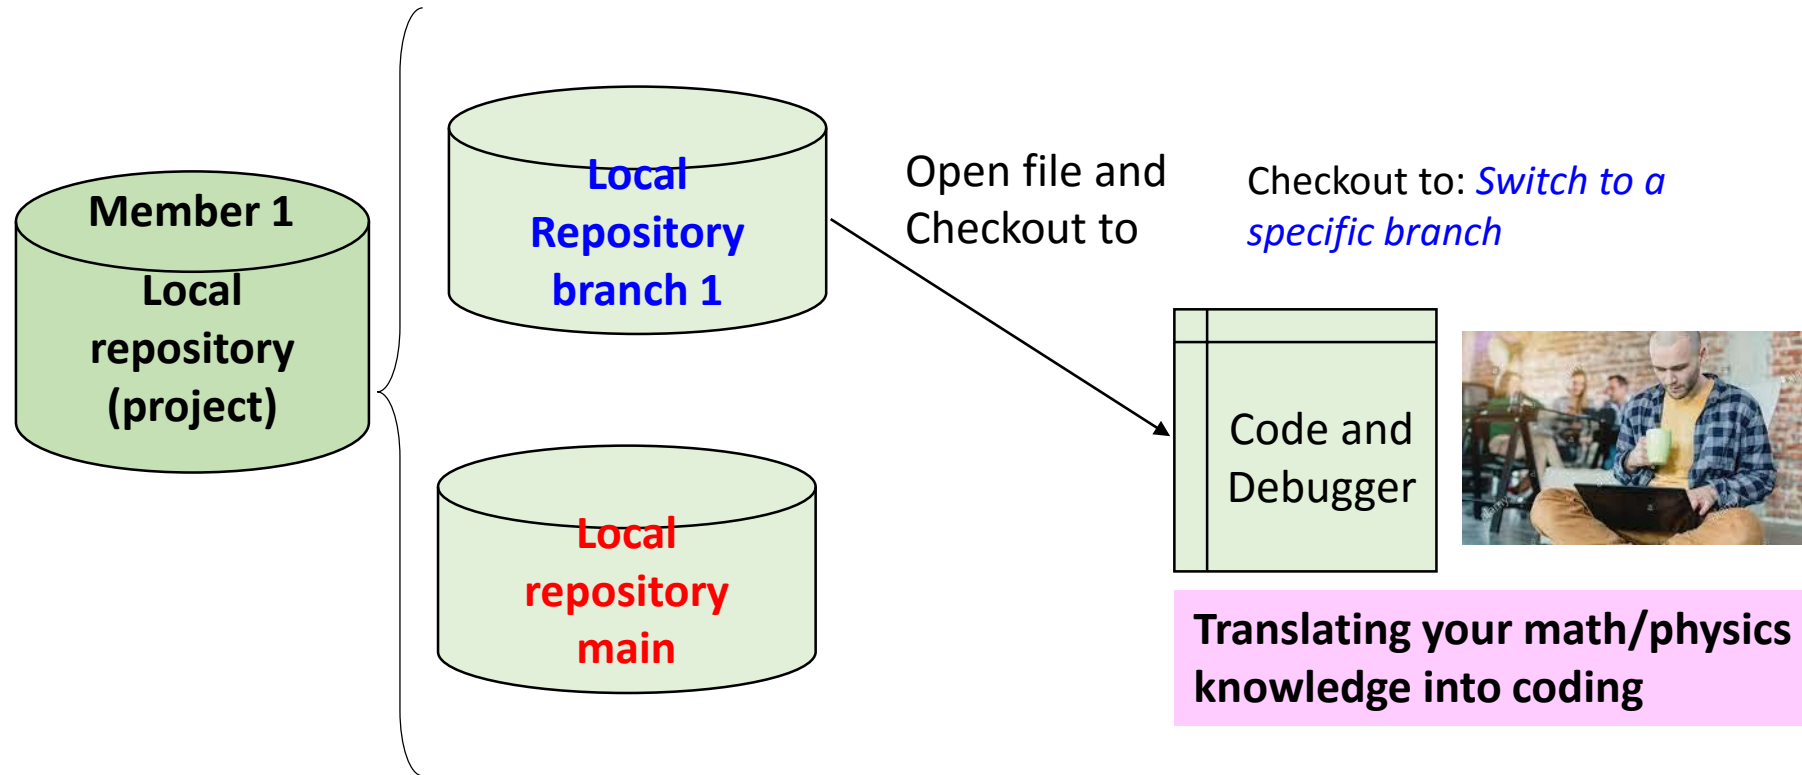 Member 1
Local
repository
(project)
Local
Repository
branch 1
Local
repository
main
Open file and
Checkout to
Checkout to: Switch to a
specific branch
Code and
Debugger
Translating your math/physics
knowledge into coding